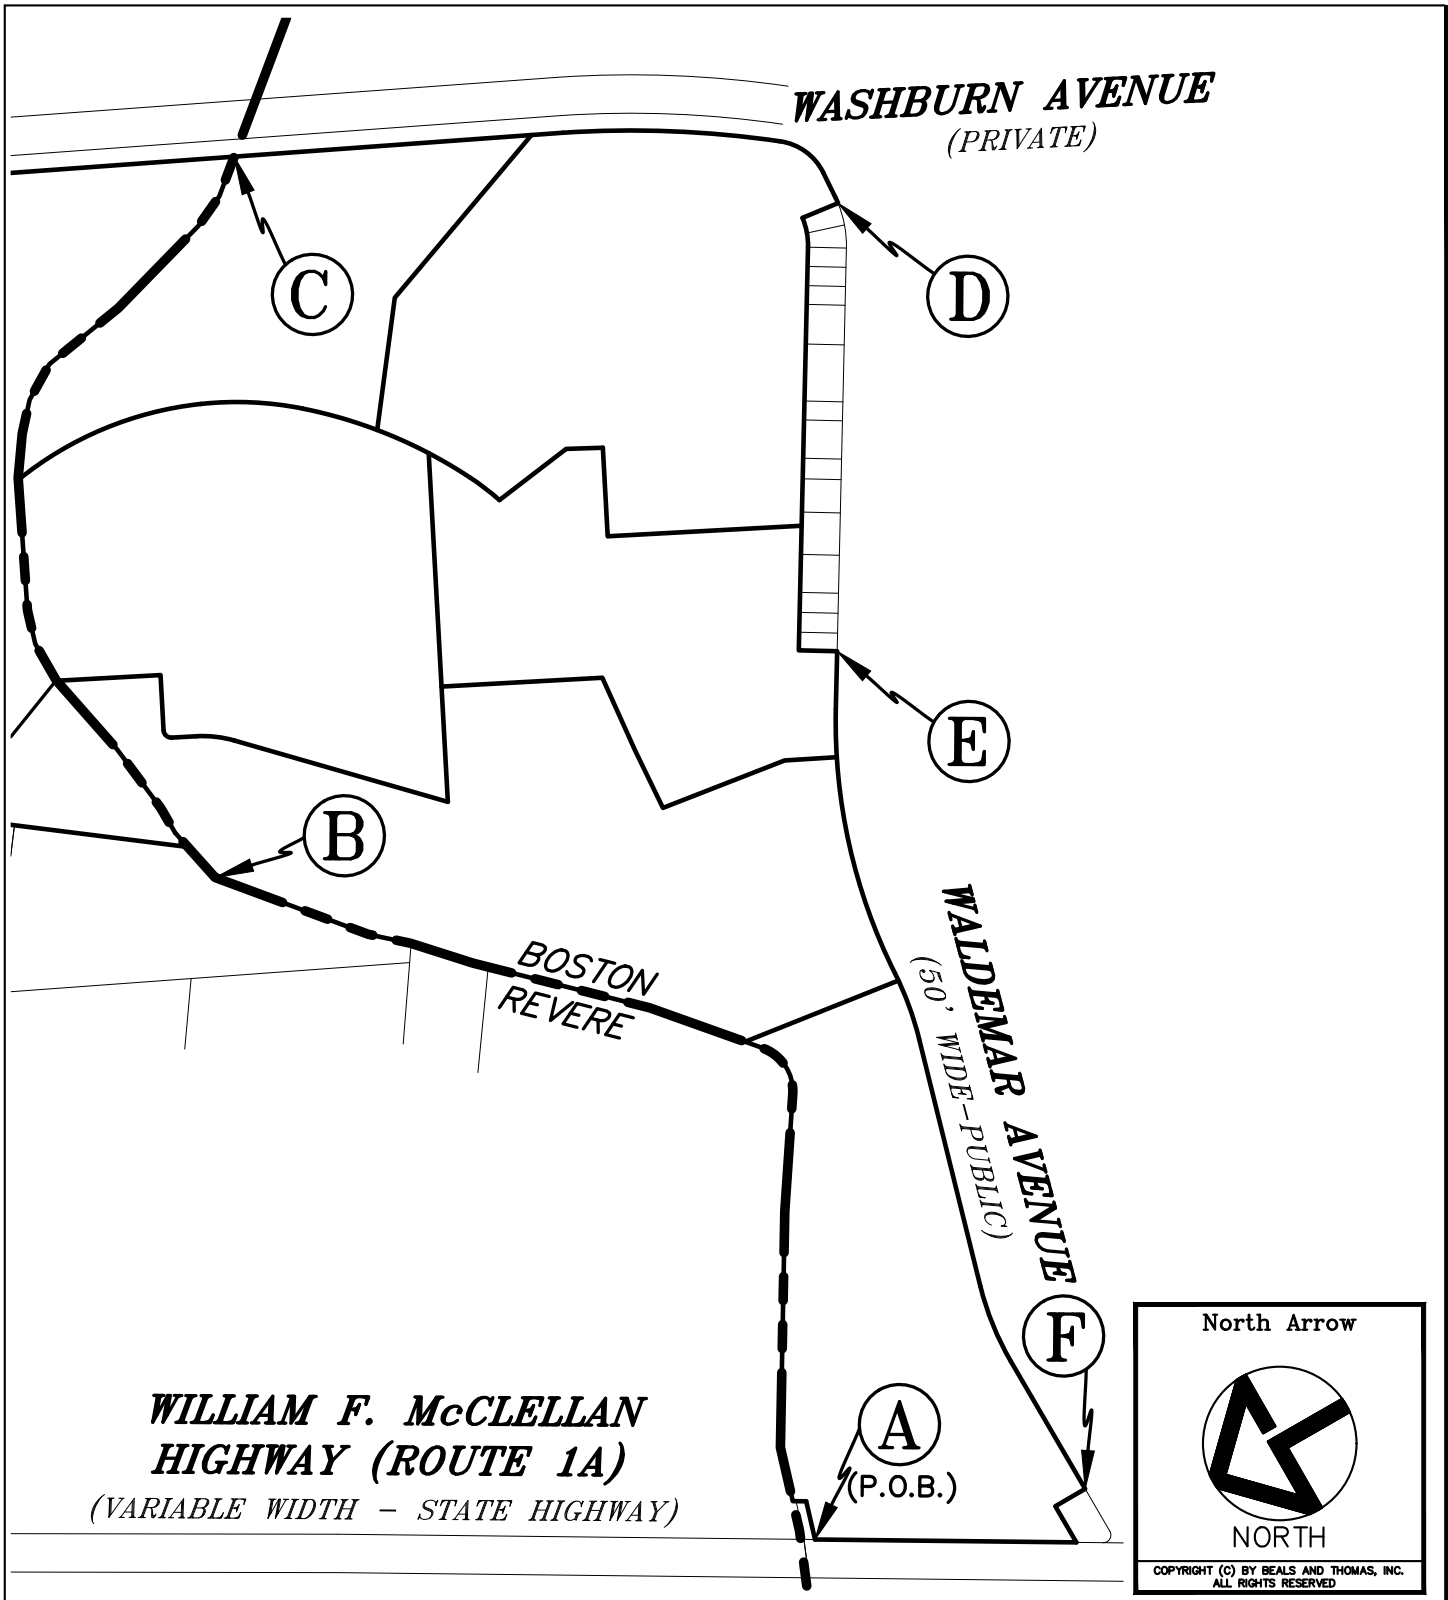 WASHBURN AVENUE
(PRIVATE)
C
D
E
B
WALDEMAR AVENUE
(50' WIDE-PUBLIC)
BOSTON
REVERE
F
A
(P.O.B.)
WILLIAM F. McCLELLAN
HIGHWAY (ROUTE 1A)
(VARIABLE WIDTH - STATE HIGHWAY)
North Arrow
NORTH
COPYRIGHT (C) BY BEALS AND THOMAS, INC.
ALL RIGHTS RESERVED